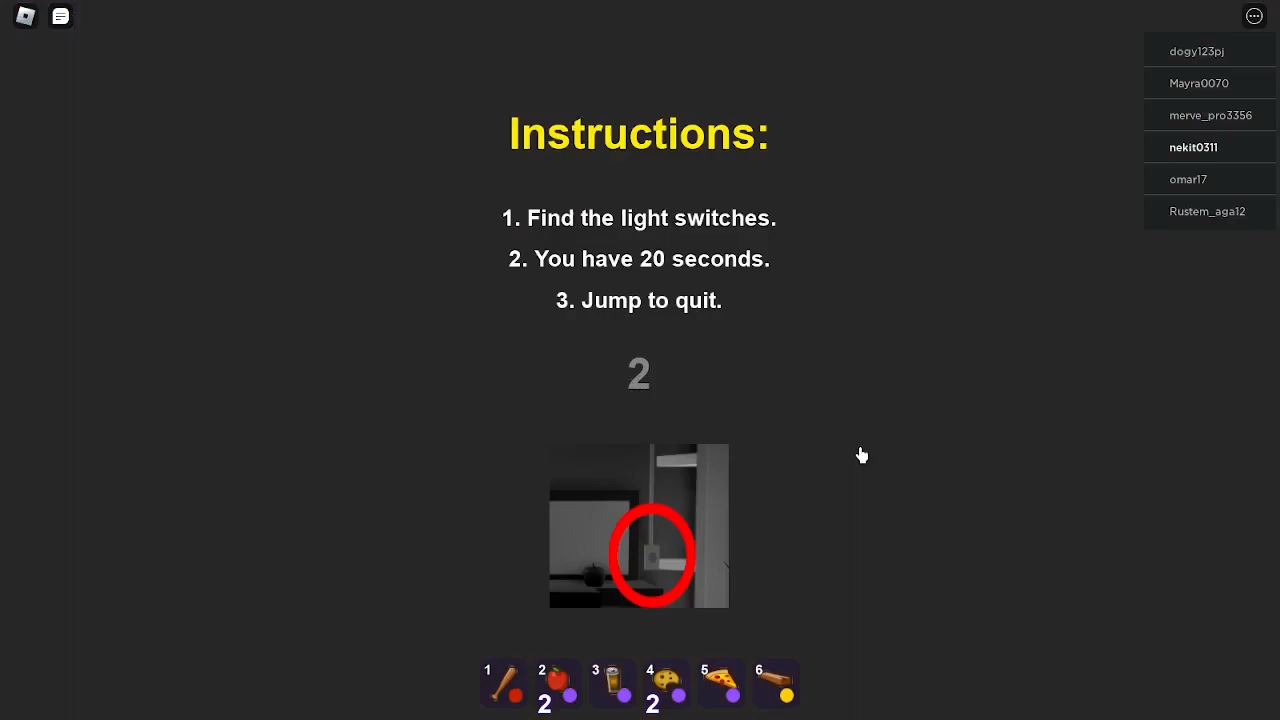 dogy123pj
Mayra0070
merve_pro3356
nekit0311
omar17
Rustem_aga12
Instructions:
1. Find the light switches.
2. You have 20 seconds.
3. Jump to quit.
2
1
2
3
4
5
6
2
2